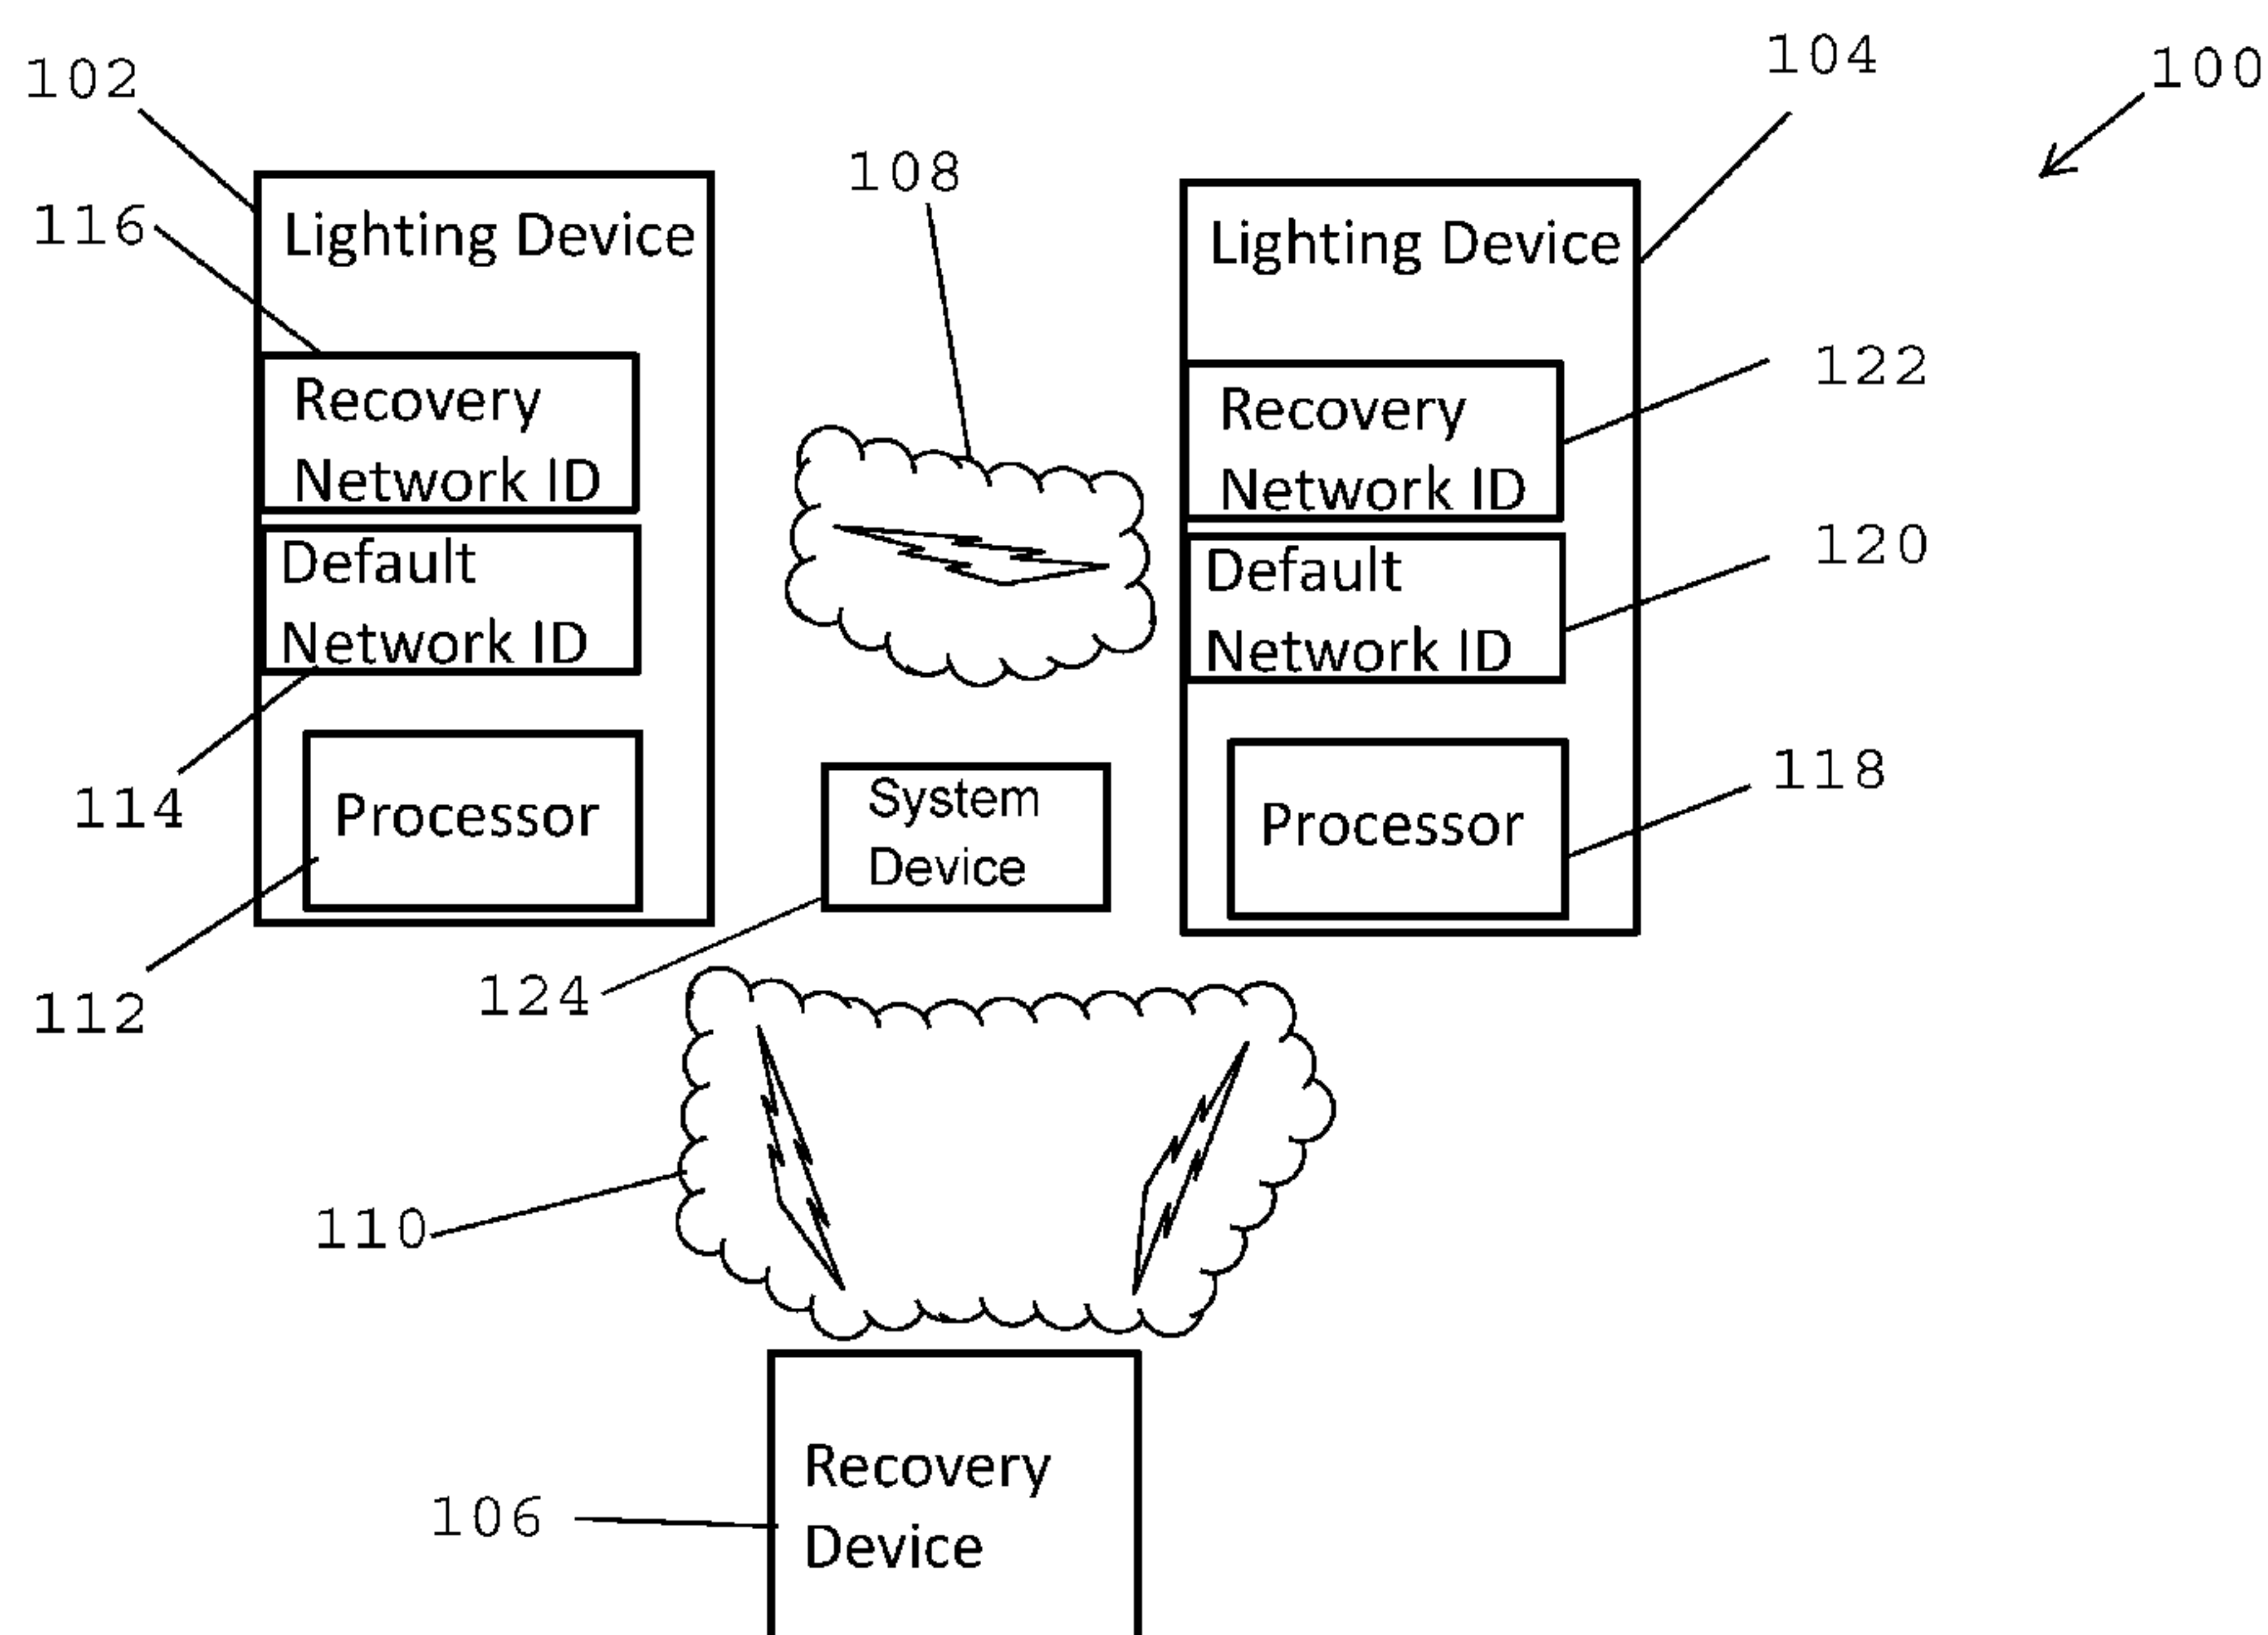 102
104
100
108
116
Lighting Device
Lighting Device
122
Recovery
Network ID
Recovery
Network ID
120
Default
Network ID
Default
Network ID
114
Processor
System
Device
Processor
118
112
124
110
106
Recovery
Device